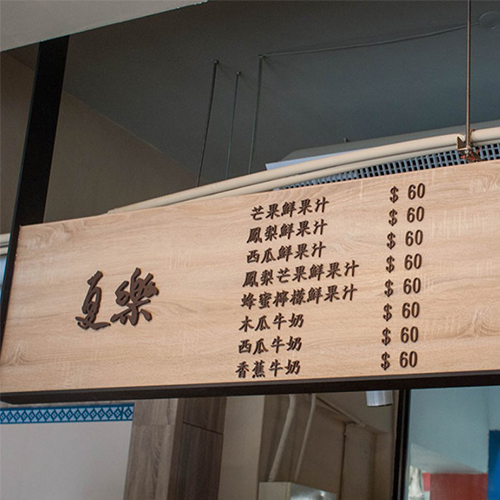 夏樂
芒果鮮果汁 $ 60
鳳梨鮮果汁 $ 60
西瓜鮮果汁 $ 60
鳳梨芒果鮮果汁 $ 60
蜂蜜檸檬鮮果汁 $ 60
木瓜牛奶 $ 60
西瓜牛奶 $ 60
香蕉牛奶 $ 60